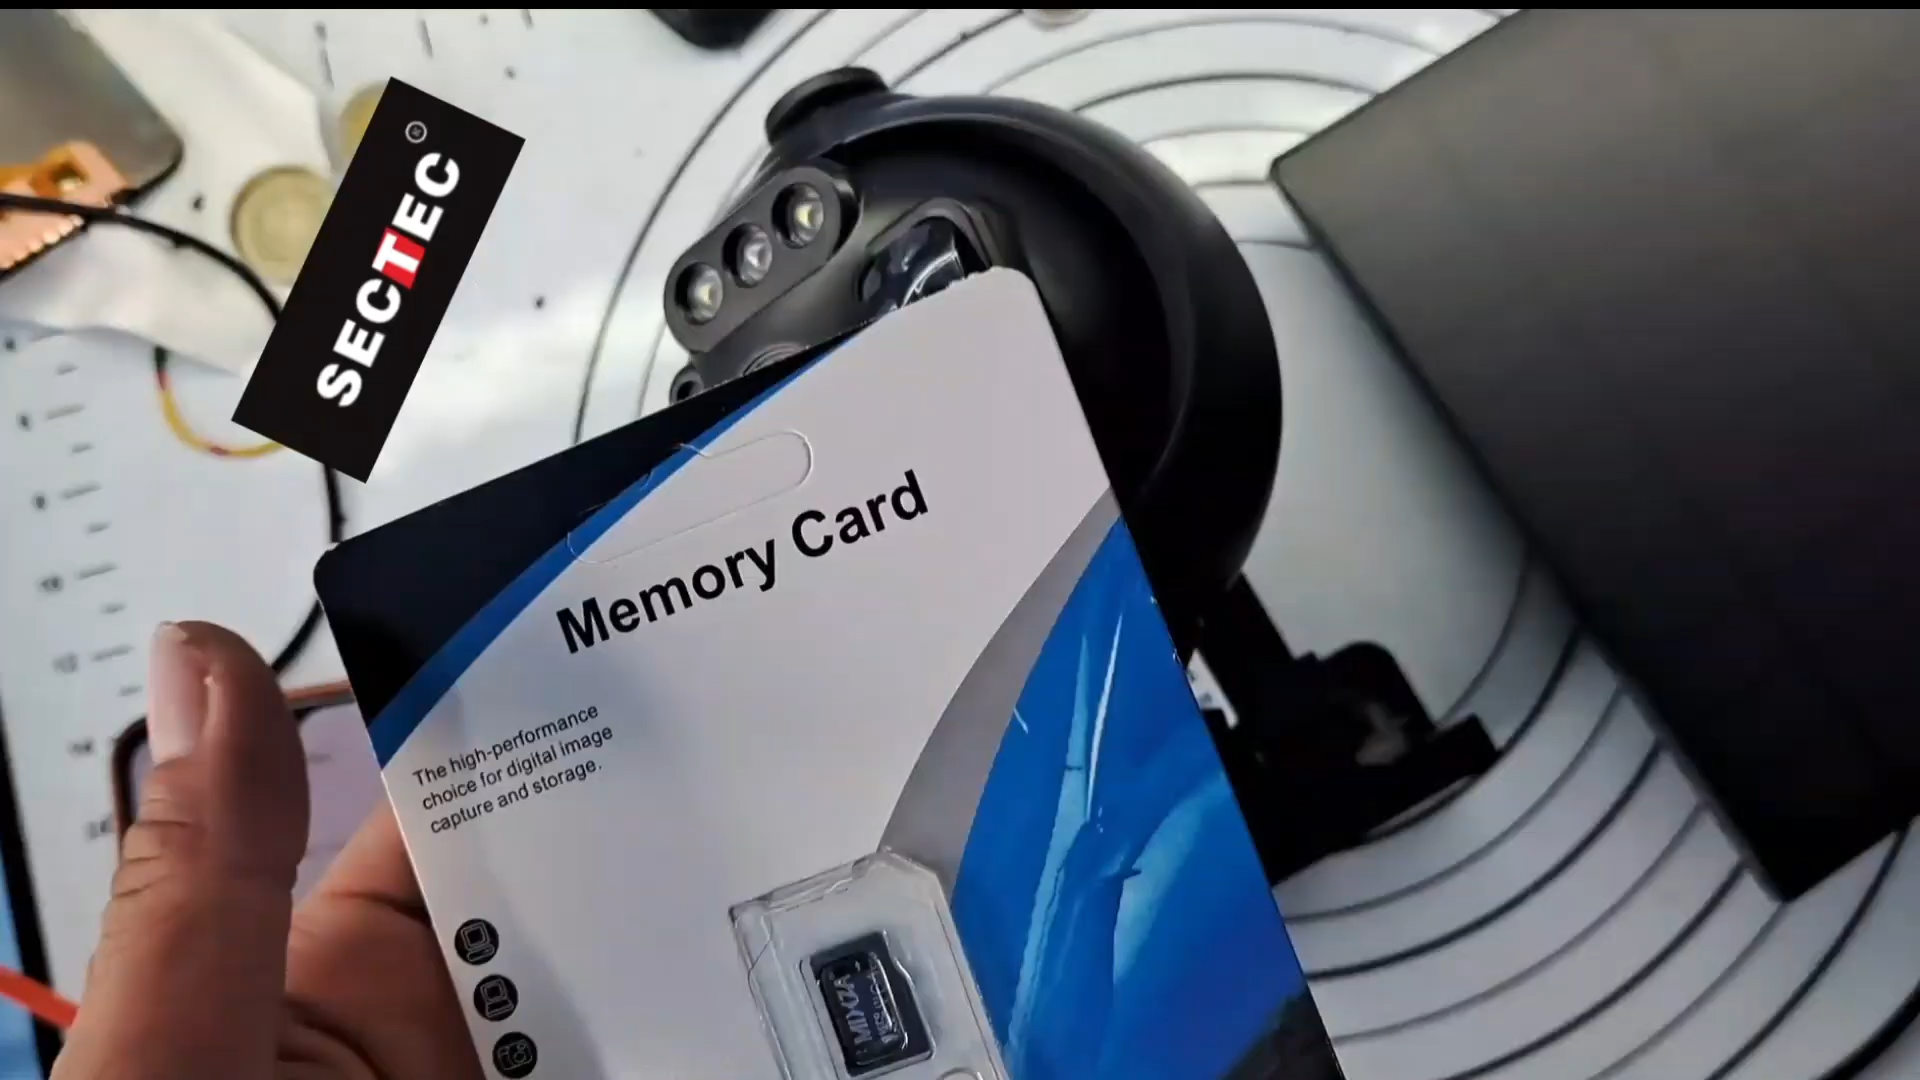 SECTEC
Memory Card
The high-performance
choice for digital image
capture and storage.
MIXZA